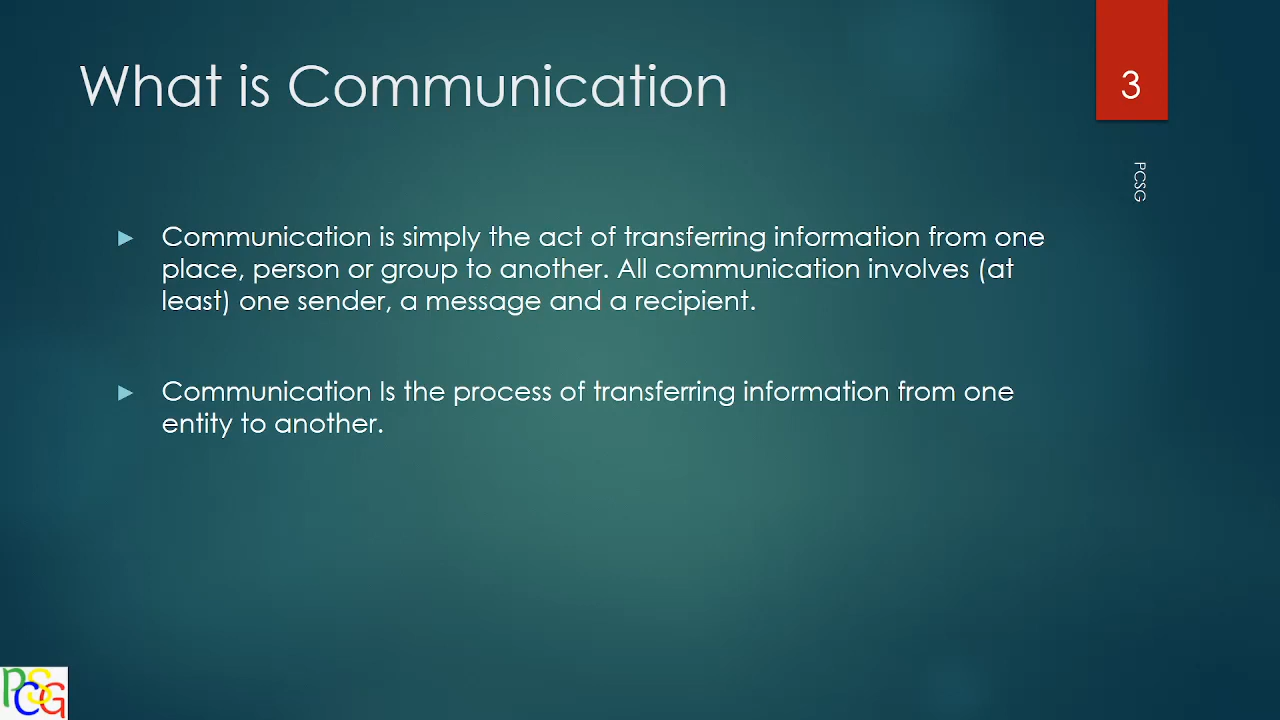 What is Communication
3
PCSG
► Communication is simply the act of transferring information from one
place, person or group to another. All communication involves (at
least) one sender, a message and a recipient.
► Communication Is the process of transferring information from one
entity to another.
PCSG